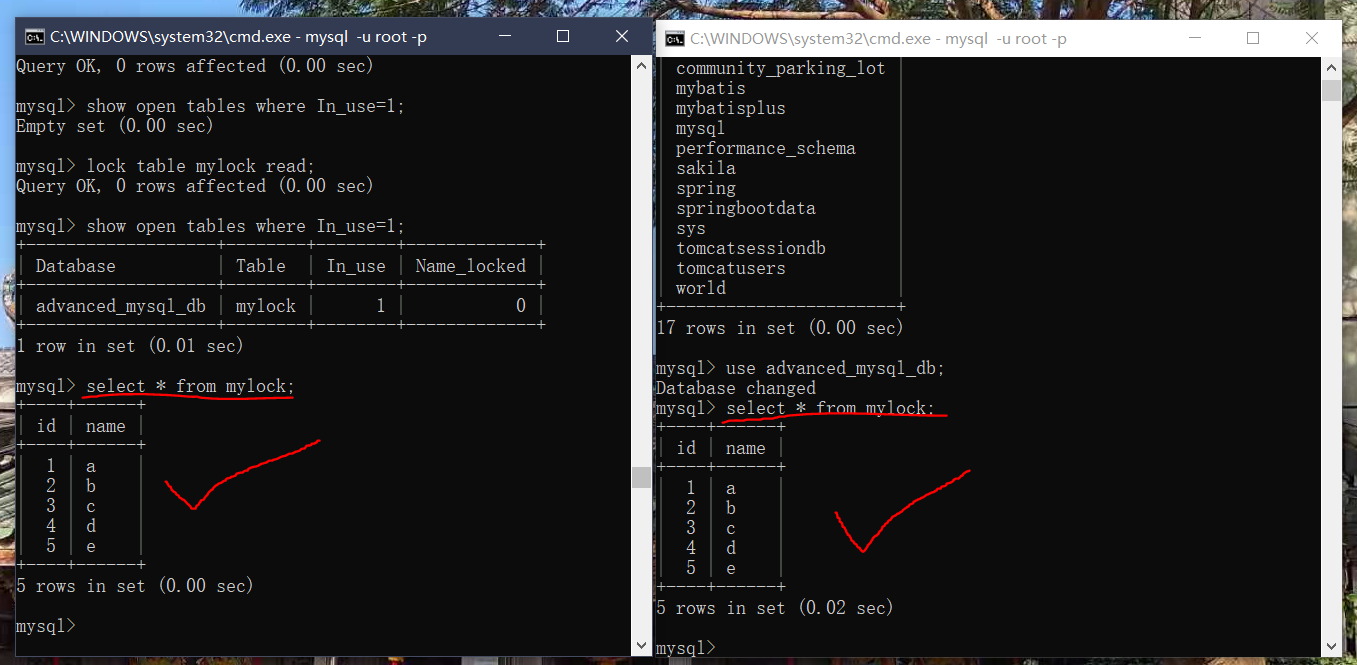 C:\WINDOWS\system32\cmd.exe - mysql  -u root -p
Query OK, 0 rows affected (0.00 sec)
mysql> show open tables where In_use=1;
Empty set (0.00 sec)
mysql> lock table mylock read;
Query OK, 0 rows affected (0.00 sec)
mysql> show open tables where In_use=1;
+--------------------+--------+--------+-------------+
| Database           | Table  | In_use | Name_locked |
+--------------------+--------+--------+-------------+
| advanced_mysql_db | mylock |      1 |           0 |
+--------------------+--------+--------+-------------+
1 row in set (0.01 sec)
mysql> select * from mylock;
+----+------+
| id | name |
+----+------+
|  1 | a    |
|  2 | b    |
|  3 | c    |
|  4 | d    |
|  5 | e    |
+----+------+
5 rows in set (0.00 sec)
mysql>
C:\WINDOWS\system32\cmd.exe - mysql  -u root -p
| community_parking_lot |
| mybatis               |
| mybatisplus           |
| mysql                 |
| performance_schema    |
| sakila                |
| spring                |
| springbootdata        |
| sys                   |
| tomcatsessiondb       |
| tomcatusers           |
| world                 |
+-----------------------+
17 rows in set (0.00 sec)
mysql> use advanced_mysql_db;
Database changed
mysql> select * from mylock;
+----+------+
| id | name |
+----+------+
|  1 | a    |
|  2 | b    |
|  3 | c    |
|  4 | d    |
|  5 | e    |
+----+------+
5 rows in set (0.02 sec)
mysql>